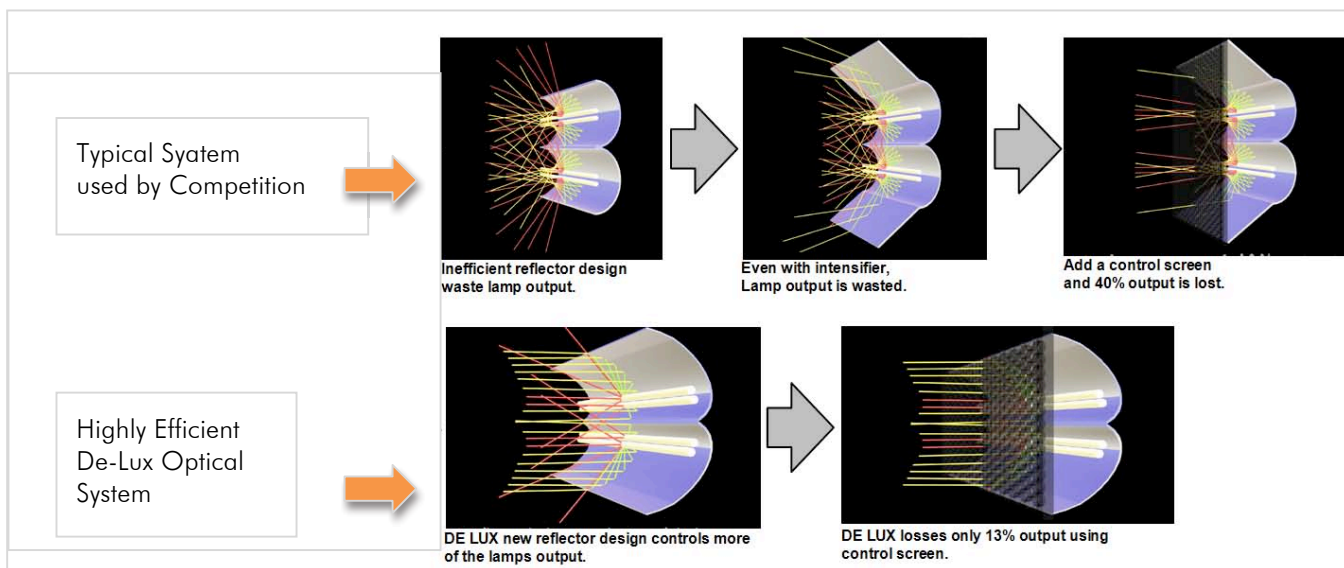 Typical Syatem
used by Competition
Inefficient reflector design
waste lamp output.
Even with intensifier,
Lamp output is wasted.
Add a control screen
and 40% output is lost.
Highly Efficient
De-Lux Optical
System
DE LUX new reflector design controls more
of the lamps output.
DE LUX losses only 13% output using
control screen.